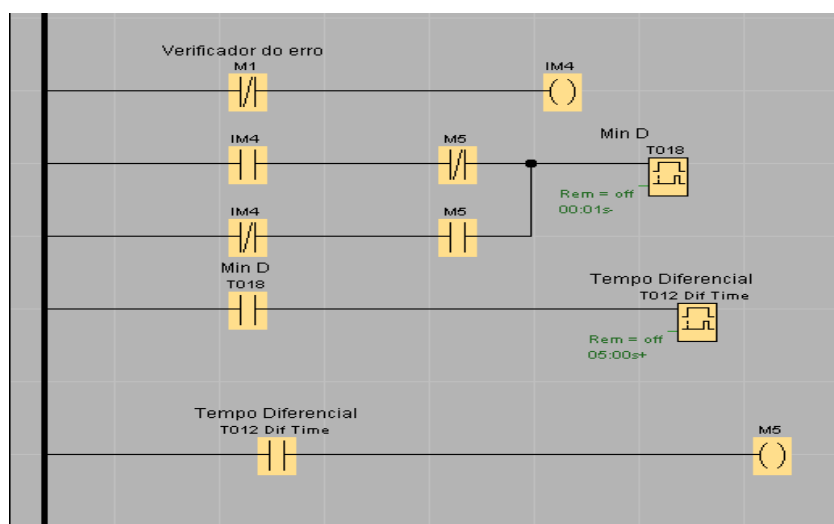 Verificador do erro
M1
IM4
IM4
M5
Min D
T018
Rem = off
00:01s-
IM4
M5
Min D
T018
Tempo Diferencial
T012 Dif Time
Rem = off
05:00s+
Tempo Diferencial
T012 Dif Time
M5